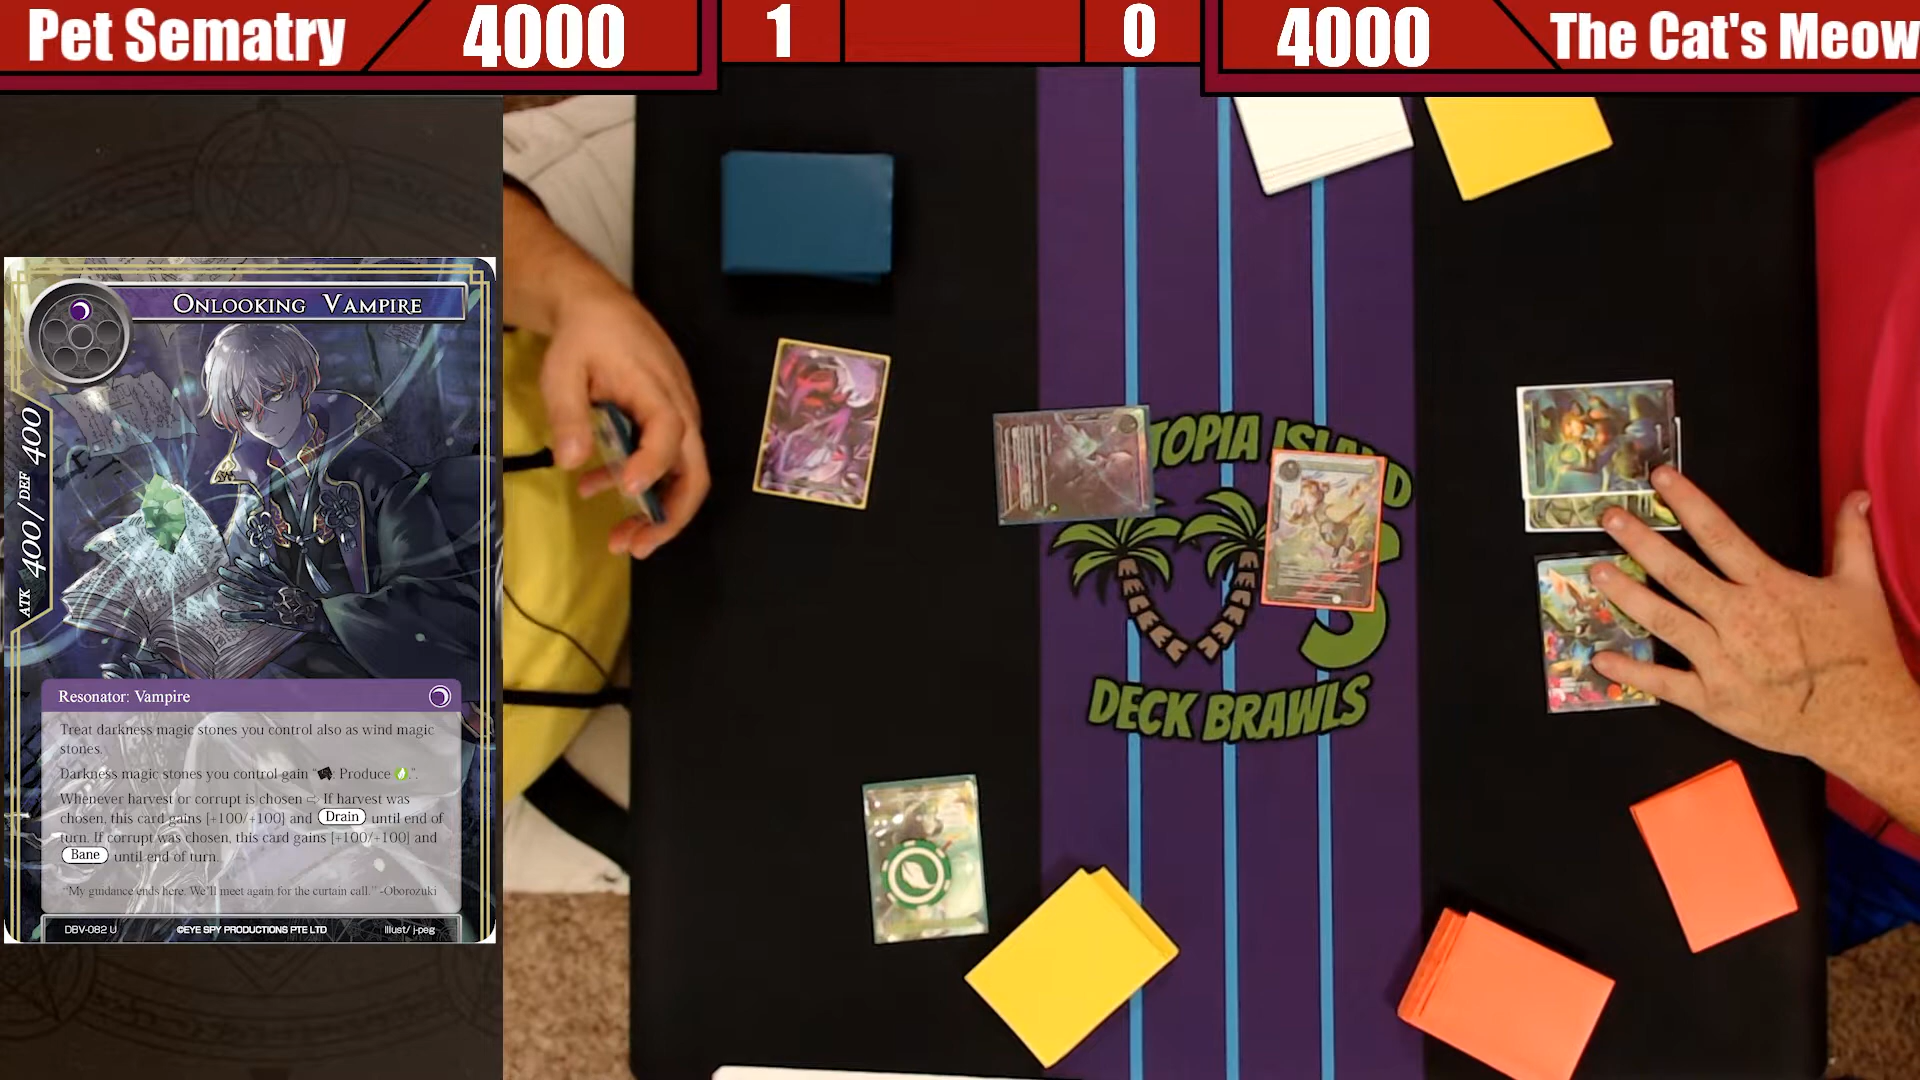 Pet Sematry
4000
1
0
4000
The Cat's Meow
ONLOOKING VAMPIRE
ATK 400 / DEF 400
Resonator: Vampire
Treat darkness magic stones you control also as wind magic
stones.
Darkness magic stones you control gain " : Produce ".
Whenever harvest or corrupt is chosen ⇨ If harvest was
chosen, this card gains [+100/+100] and Drain until end of
turn. If corrupt was chosen, this card gains [+100/+100] and
Bane until end of turn.
"My guidance ends here. We'll meet again for the curtain call." -Oborozuki
DBV-082 U
©EYE SPY PRODUCTIONS PTE LTD
Illust/ j-peg
TOPIA ISLAND
DECK BRAWLS